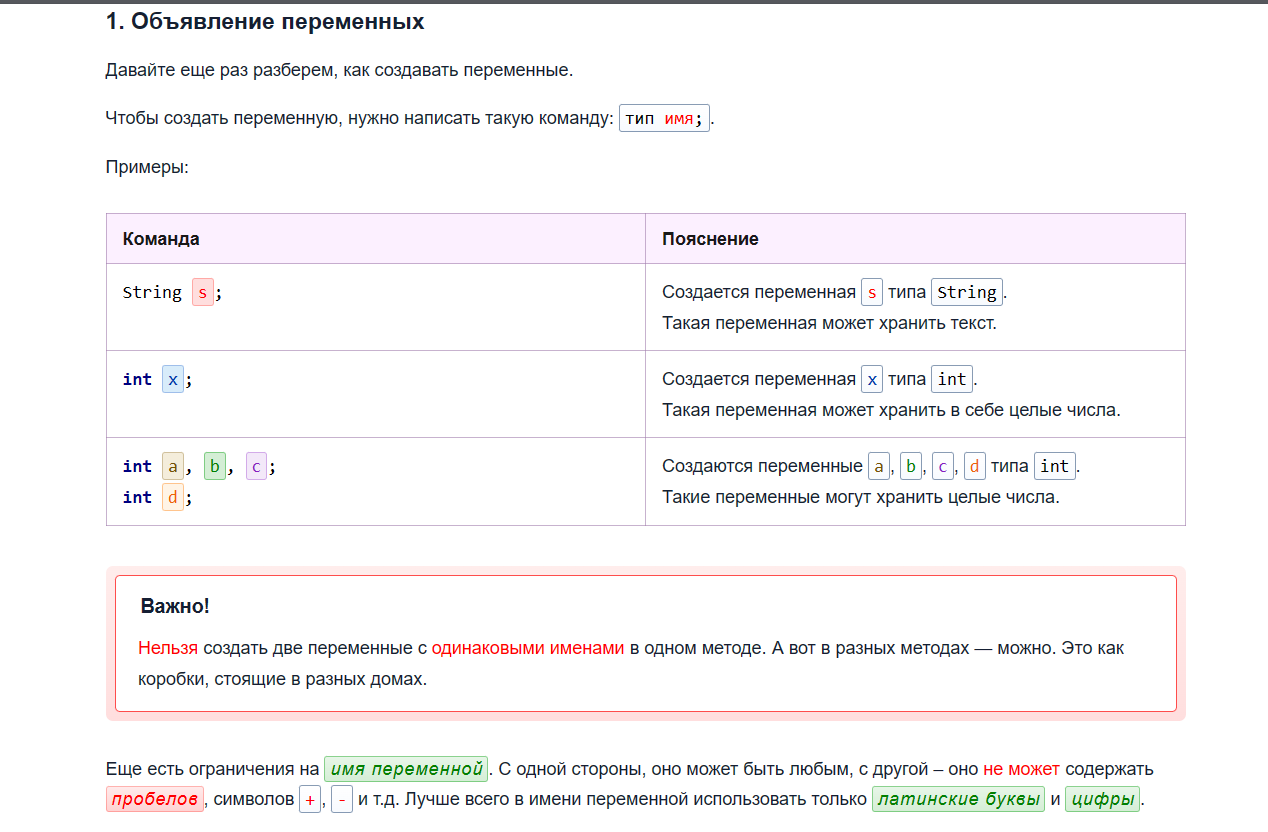 1. Объявление переменных
Давайте еще раз разберем, как создавать переменные.
Чтобы создать переменную, нужно написать такую команду: тип имя;.
Примеры:
Команда
Пояснение
String s;
Создается переменная s типа String.
Такая переменная может хранить текст.
int x;
Создается переменная x типа int.
Такая переменная может хранить в себе целые числа.
int a, b, c;
int d;
Создаются переменные a, b, c, d типа int.
Такие переменные могут хранить целые числа.
Важно!
Нельзя создать две переменные с одинаковыми именами в одном методе. А вот в разных методах — можно. Это как
коробки, стоящие в разных домах.
Еще есть ограничения на имя переменной. С одной стороны, оно может быть любым, с другой – оно не может содержать
пробелов, символов +, - и т.д. Лучше всего в имени переменной использовать только латинские буквы и цифры.